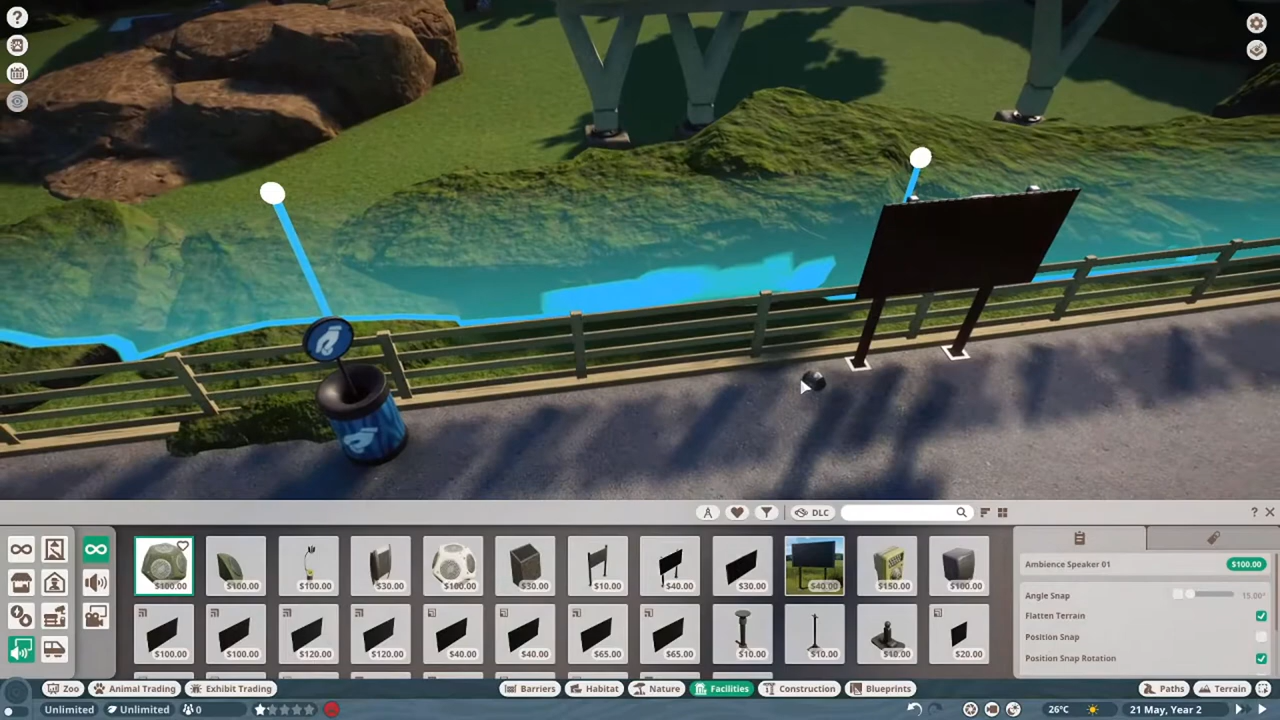 DLC
?
$100.00 $100.00 $100.00 $30.00 $100.00 $30.00 $10.00 $40.00 $30.00 $40.00 $150.00 $100.00
$100.00 $100.00 $120.00 $120.00 $40.00 $40.00 $65.00 $65.00 $10.00 $10.00 $10.00 $20.00
Ambience Speaker 01 $100.00
Angle Snap 15.00°
Flatten Terrain
Position Snap
Position Snap Rotation
Zoo Animal Trading Exhibit Trading Barriers Habitat Nature Facilities Construction Blueprints Paths Terrain
Unlimited Unlimited 0 26°C 21 May, Year 2